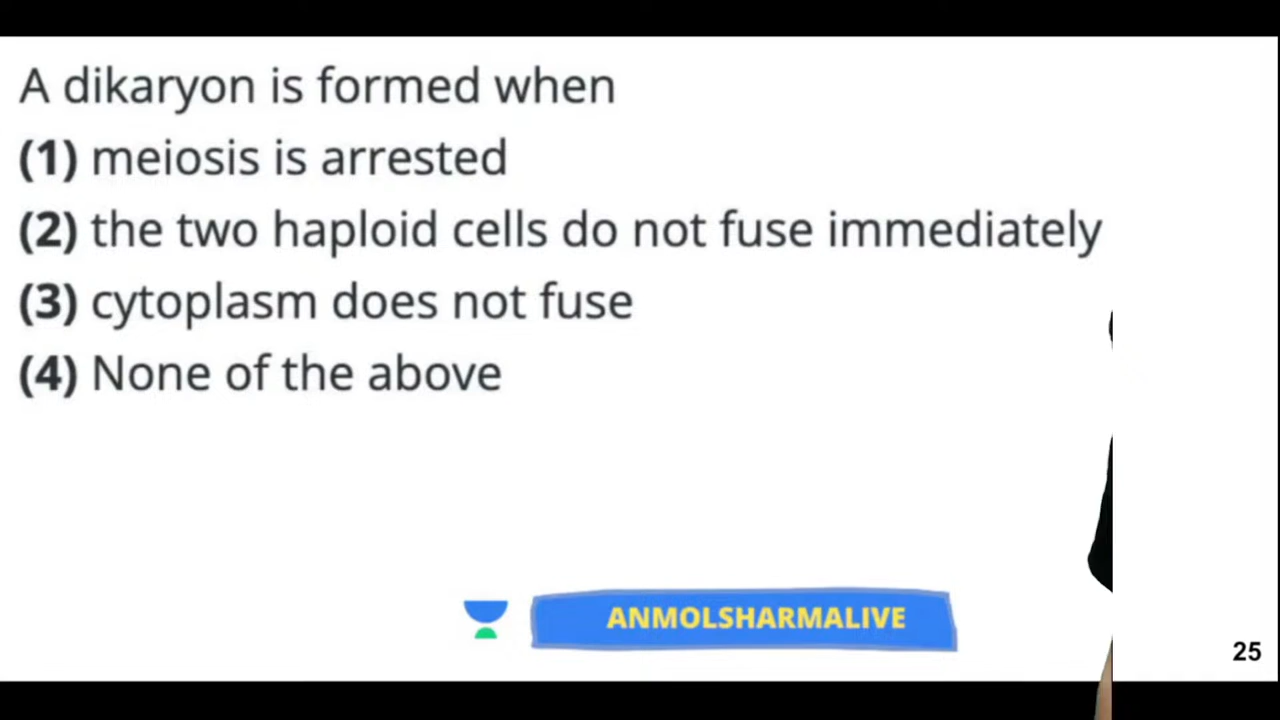 A dikaryon is formed when
(1) meiosis is arrested
(2) the two haploid cells do not fuse immediately
(3) cytoplasm does not fuse
(4) None of the above
ANMOLSHARMALIVE
25